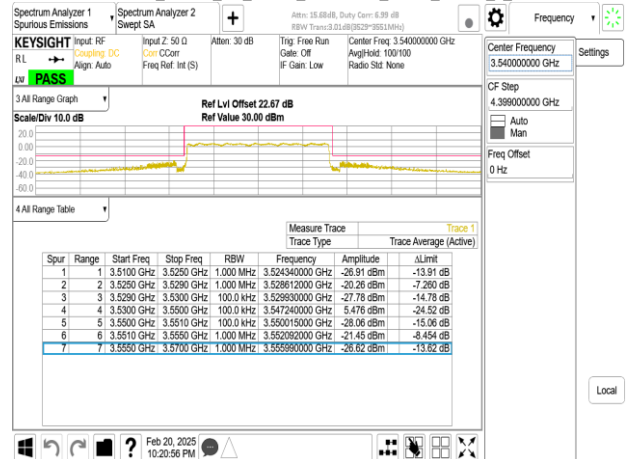 Spectrum Analyzer 1
Spurious Emissions
Spectrum Analyzer 2
Swept SA
Attn: 15.68dB, Duty Corr: 6.99 dB
RBW Trans:3.01dB(3529~3551MHz)
Frequency
KEYSIGHT
RL
LXI
PASS
Input: RF
Coupling: DC
Align: Auto
Input Z: 50 Ω
Corr CCorr
Freq Ref: Int (S)
Atten: 30 dB
Trig: Free Run
Gate: Off
IF Gain: Low
Center Freq: 3.540000000 GHz
Avg|Hold: 100/100
Radio Std: None
Center Frequency
3.540000000 GHz
Settings
CF Step
4.399000000 GHz
Auto
Man
Freq Offset
0 Hz
3 All Range Graph
Scale/Div 10.0 dB
Ref Lvl Offset 22.67 dB
Ref Value 30.00 dBm
20.0
0.00
-20.0
-40.0
-60.0
4 All Range Table
Measure Trace Trace 1
Trace Type Trace Average (Active)
Spur Range Start Freq Stop Freq RBW Frequency Amplitude ΔLimit
1 1 3.5100 GHz 3.5250 GHz 1.000 MHz 3.524340000 GHz -26.91 dBm -13.91 dB
2 2 3.5250 GHz 3.5290 GHz 1.000 MHz 3.528612000 GHz -20.26 dBm -7.260 dB
3 3 3.5290 GHz 3.5300 GHz 100.0 kHz 3.529930000 GHz -27.78 dBm -14.78 dB
4 4 3.5300 GHz 3.5500 GHz 100.0 kHz 3.547240000 GHz 5.476 dBm -24.52 dB
5 5 3.5500 GHz 3.5510 GHz 100.0 kHz 3.550015000 GHz -28.06 dBm -15.06 dB
6 6 3.5510 GHz 3.5550 GHz 1.000 MHz 3.552092000 GHz -21.45 dBm -8.454 dB
7 7 3.5550 GHz 3.5700 GHz 1.000 MHz 3.555990000 GHz -26.62 dBm -13.62 dB
Local
Feb 20, 2025
10:20:56 PM